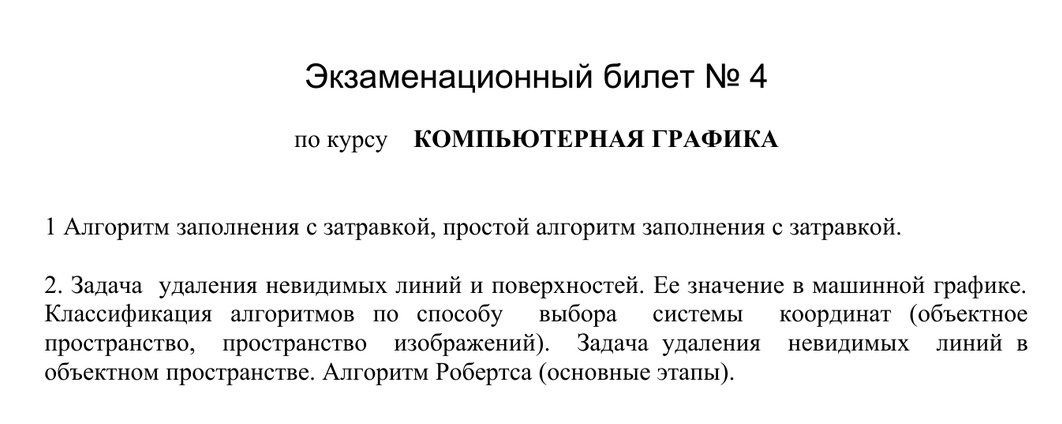 Экзаменационный билет № 4
по курсу КОМПЬЮТЕРНАЯ ГРАФИКА
1 Алгоритм заполнения с затравкой, простой алгоритм заполнения с затравкой.
2. Задача удаления невидимых линий и поверхностей. Ее значение в машинной графике.
Классификация алгоритмов по способу выбора системы координат (объектное
пространство, пространство изображений). Задача удаления невидимых линий в
объектном пространстве. Алгоритм Робертса (основные этапы).